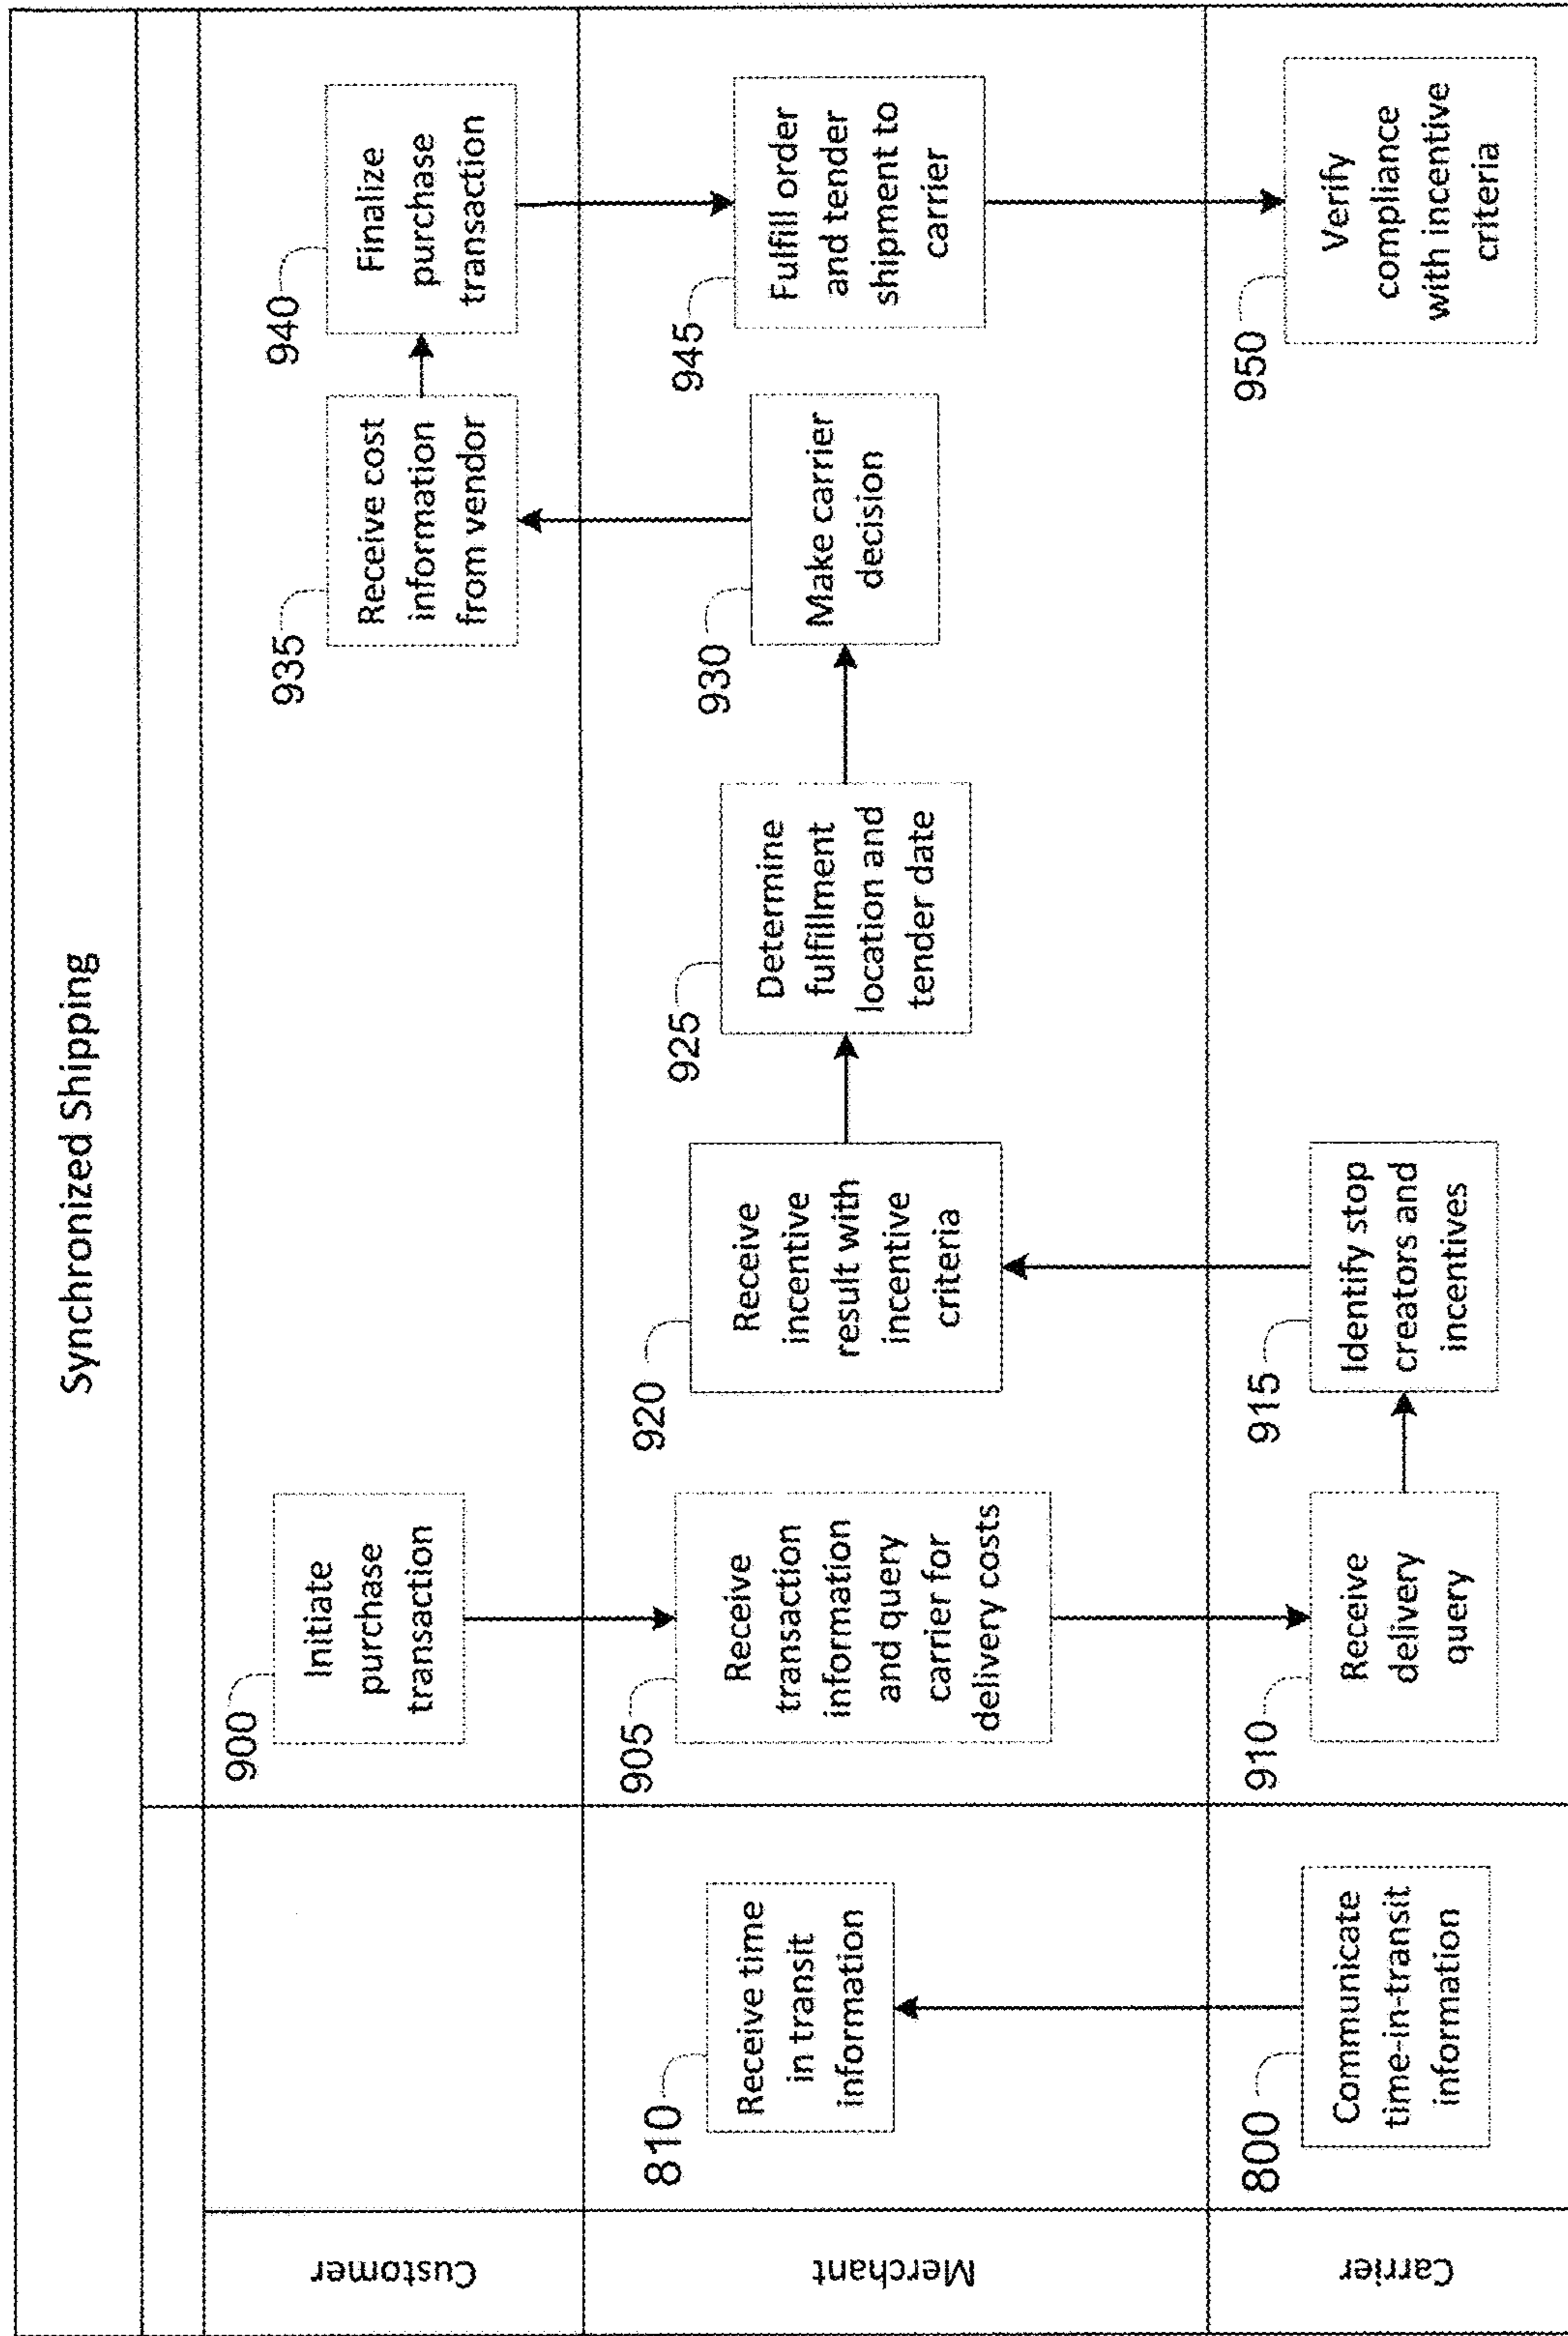 Synchronized Shipping
Customer
900
Initiate
purchase
transaction
935
Receive cost
information
from vendor
940
Finalize
purchase
transaction
Merchant
810
Receive time
in transit
information
905
Receive
transaction
information
and query
carrier for
delivery costs
920
Receive
incentive
result with
incentive
criteria
925
Determine
fulfillment
location and
tender date
930
Make carrier
decision
945
Fulfill order
and tender
shipment to
carrier
Carrier
800
Communicate
time-in-transit
information
910
Receive
delivery
query
915
Identify stop
creators and
incentives
950
Verify
compliance
with incentive
criteria